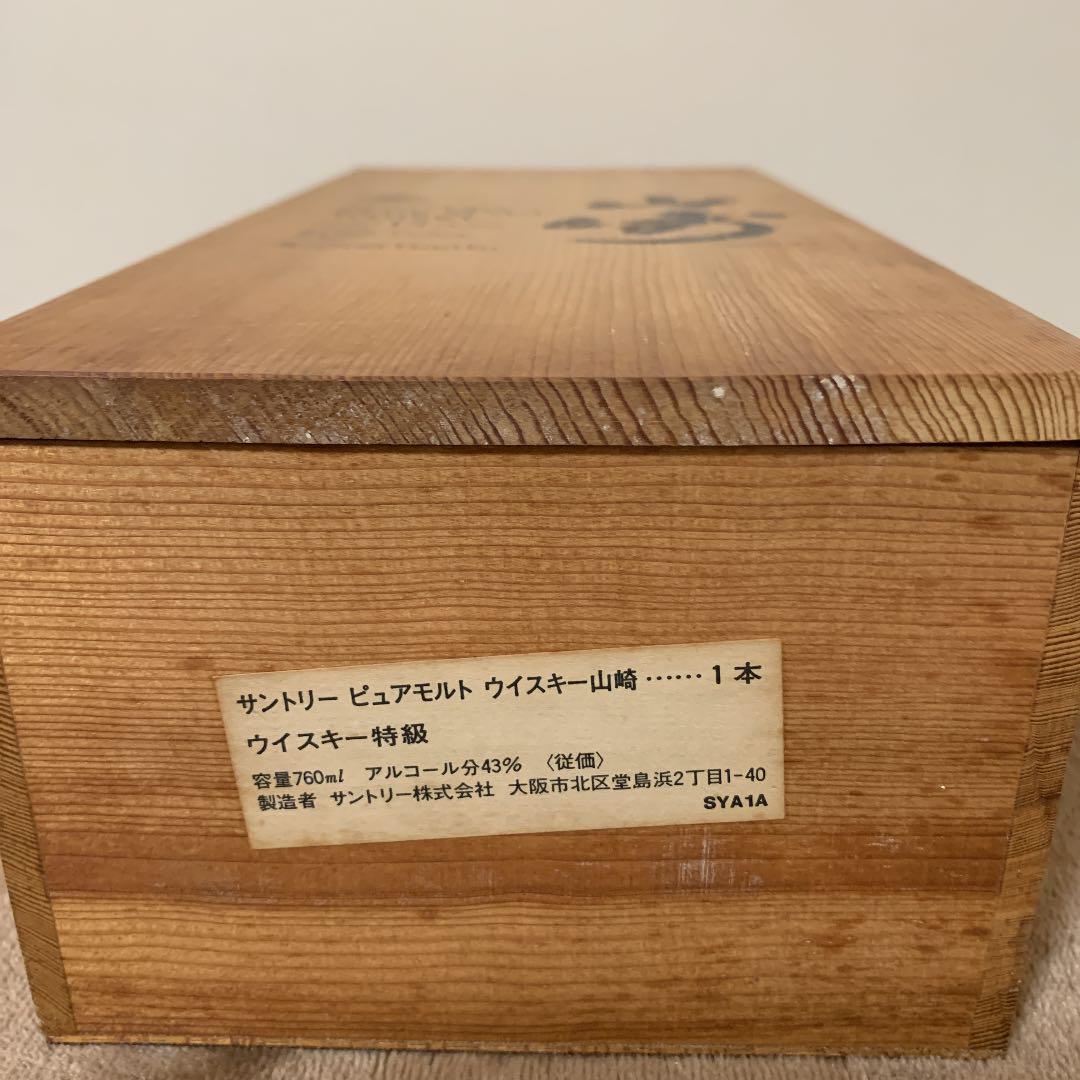 サントリー ピュアモルト ウイスキー山崎……1本
ウイスキー特級
容量760ml アルコール分43% 〈従価〉
製造者 サントリー株式会社 大阪市北区堂島浜2丁目1-40
SYA1A